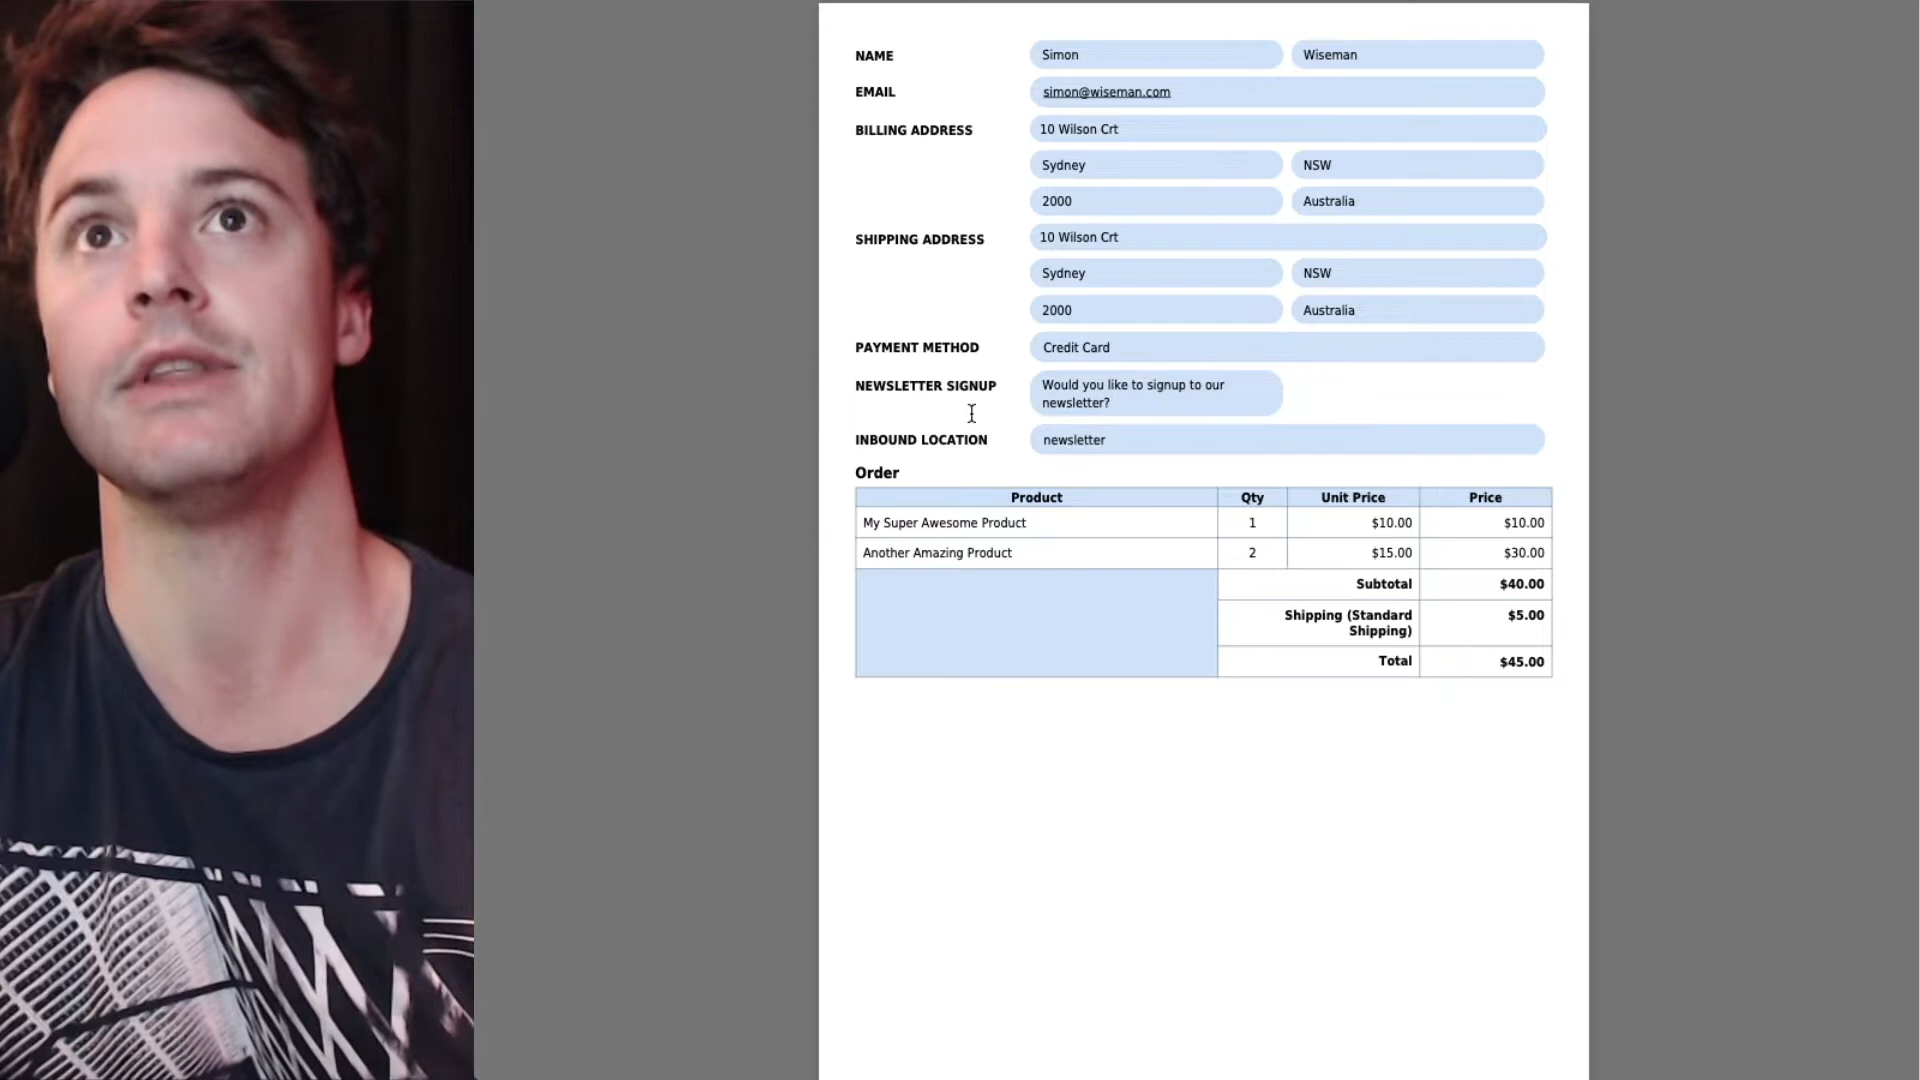 NAME Simon Wiseman
EMAIL simon@wiseman.com
BILLING ADDRESS 10 Wilson Crt
Sydney NSW
2000 Australia
SHIPPING ADDRESS 10 Wilson Crt
Sydney NSW
2000 Australia
PAYMENT METHOD Credit Card
NEWSLETTER SIGNUP Would you like to signup to our
newsletter?
INBOUND LOCATION newsletter
Order
Product Qty Unit Price Price
My Super Awesome Product 1 $10.00 $10.00
Another Amazing Product 2 $15.00 $30.00
Subtotal $40.00
Shipping (Standard $5.00
Shipping)
Total $45.00